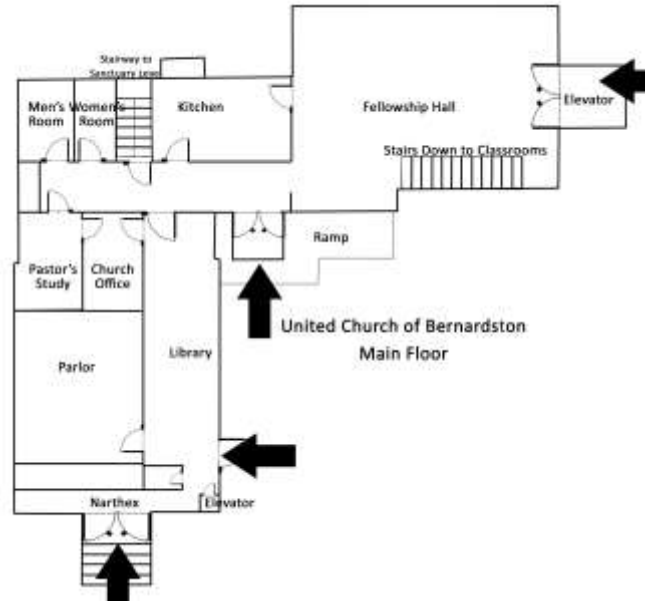 Stairway to
Sanctuary Level
Men's
Room
Women's
Room
Kitchen
Fellowship Hall
Elevator
Stairs Down to Classrooms
Ramp
Pastor's
Study
Church
Office
United Church of Bernardston
Main Floor
Library
Parlor
Narthex
Elevator